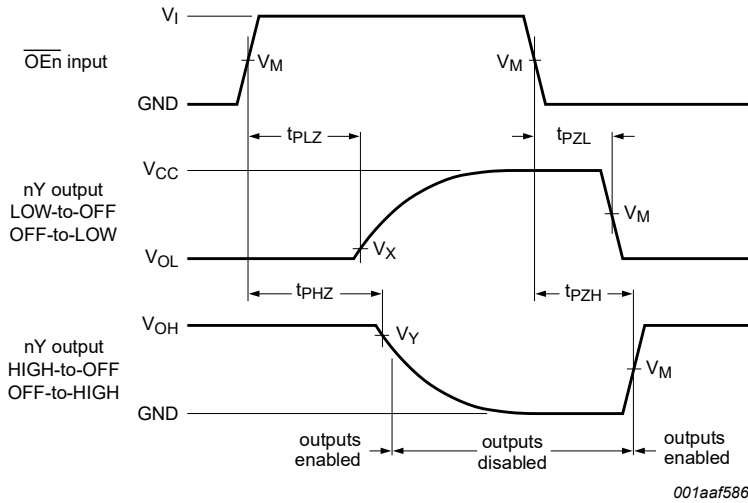 V_I
OEn input
V_M
V_M
GND
t_PLZ
t_PZL
V_CC
nY output
LOW-to-OFF
OFF-to-LOW
V_M
V_X
V_OL
t_PHZ
t_PZH
V_OH
nY output
HIGH-to-OFF
OFF-to-HIGH
V_Y
V_M
GND
outputs
enabled
outputs
disabled
outputs
enabled
001aaf586